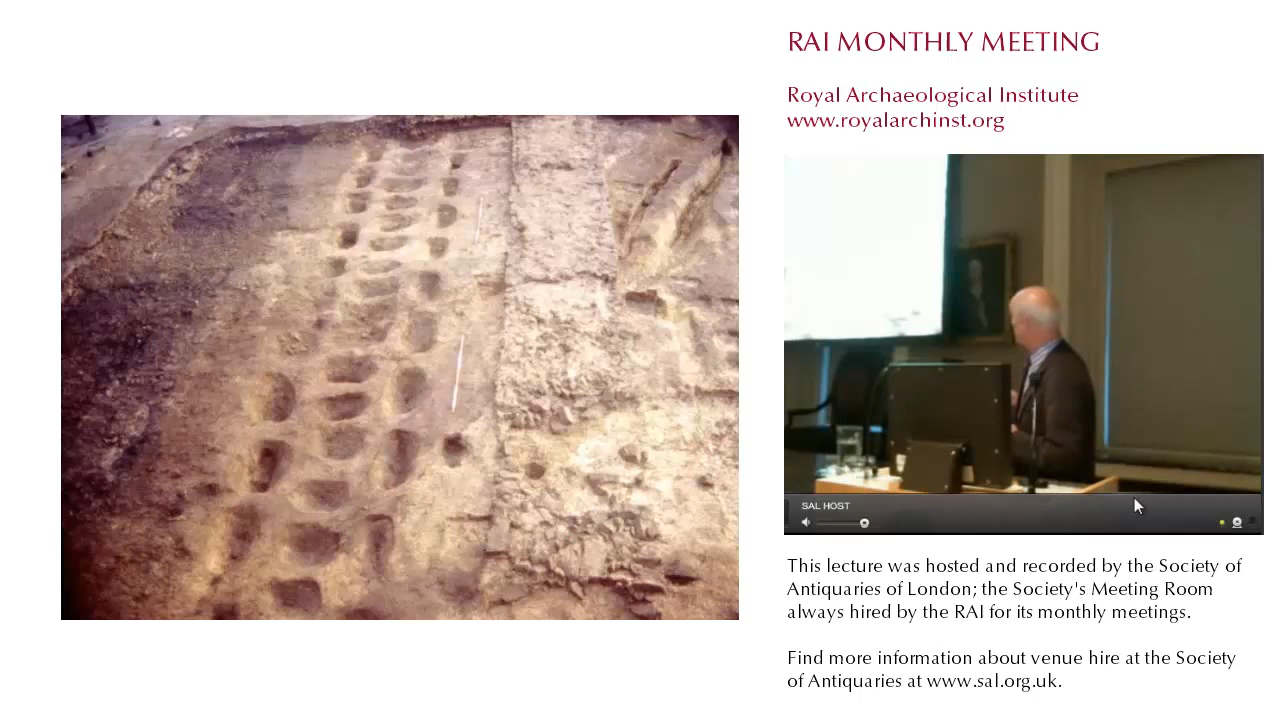 RAI MONTHLY MEETING
Royal Archaeological Institute
www.royalarchinst.org
SAL HOST
This lecture was hosted and recorded by the Society of
Antiquaries of London; the Society's Meeting Room
always hired by the RAI for its monthly meetings.
Find more information about venue hire at the Society
of Antiquaries at www.sal.org.uk.